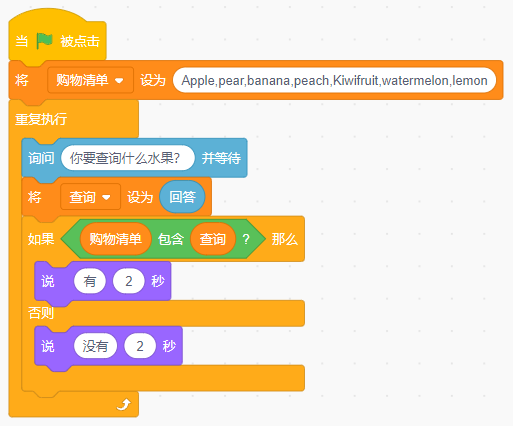 当 被点击
将 购物清单 设为 Apple,pear,banana,peach,Kiwifruit,watermelon,lemon
重复执行
询问 你要查询什么水果? 并等待
将 查询 设为 回答
如果 购物清单 包含 查询 ? 那么
说 有 2 秒
否则
说 没有 2 秒